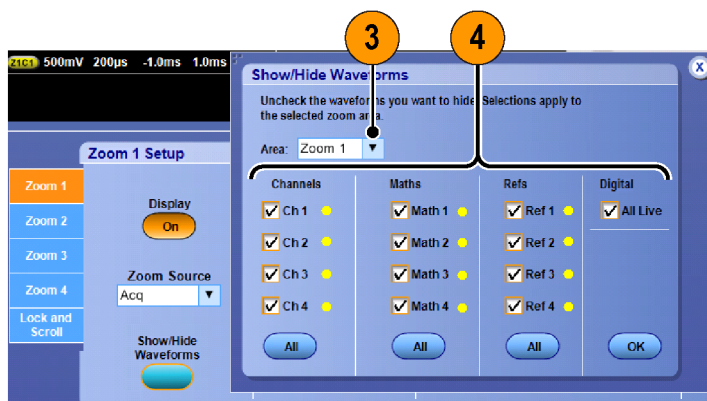 3 4
Z1C1 500mV 200µs -1.0ms 1.0ms
Show/Hide Waveforms
X
Uncheck the waveforms you want to hide. Selections apply to
the selected zoom area.
Area: Zoom 1
Zoom 1 Setup
Zoom 1
Zoom 2
Zoom 3
Zoom 4
Lock and
Scroll
Display
On
Zoom Source
Acq
Show/Hide
Waveforms
Channels Maths Refs Digital
Ch 1 Math 1 Ref 1 All Live
Ch 2 Math 2 Ref 2
Ch 3 Math 3 Ref 3
Ch 4 Math 4 Ref 4
All All All OK